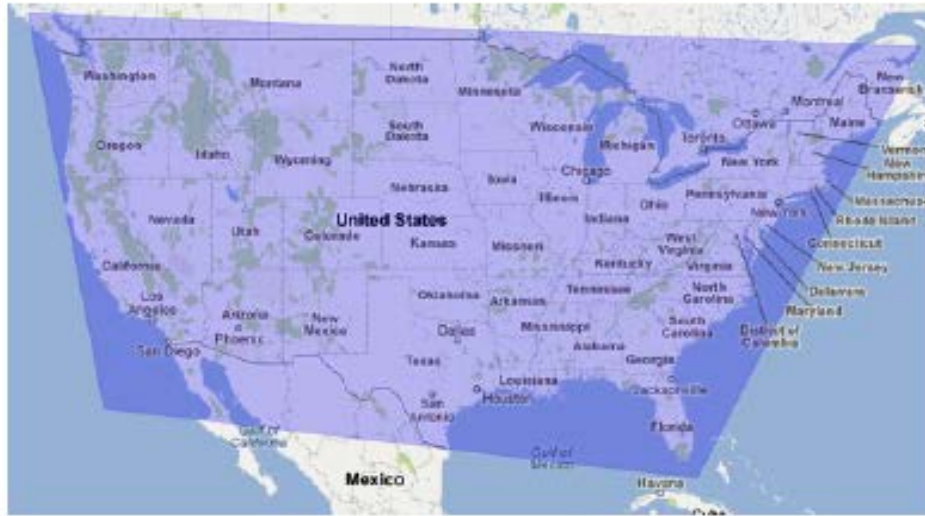 Washington
Montana
North
Dakota
Minnesota
Oregon
Idaho
Wyoming
South
Dakota
Wisconsin
Michigan
Toronto
Ottawa
Montreal
Maine
New
Brunswick
Vermont
New
Hampshire
New York
Chicago
Iowa
Nebraska
Illinois
Indiana
Ohio
Pennsylvania
New York
Rhode Island
Connecticut
New Jersey
Delaware
Maryland
District of
Columbia
Nevada
Utah
Colorado
United States
Kansas
Missouri
West
Virginia
Virginia
Kentucky
California
Los
Angeles
San Diego
Arizona
Phoenix
New
Mexico
Oklahoma
Arkansas
Tennessee
North
Carolina
South
Carolina
Dallas
Mississippi
Alabama
Georgia
Texas
Louisiana
Houston
San
Antonio
Jacksonville
Florida
Gulf of
California
Gulf of
Mexico
Mexico
Havana
Cuba